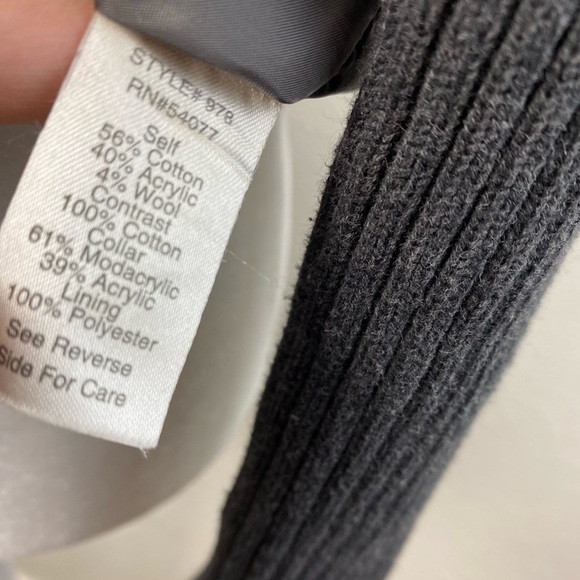 STYLE# 978
RN#54077
Self
56% Cotton
40% Acrylic
4% Wool
Contrast
100% Cotton
Collar
61% Modacrylic
39% Acrylic
Lining
100% Polyester
See Reverse
Side For Care